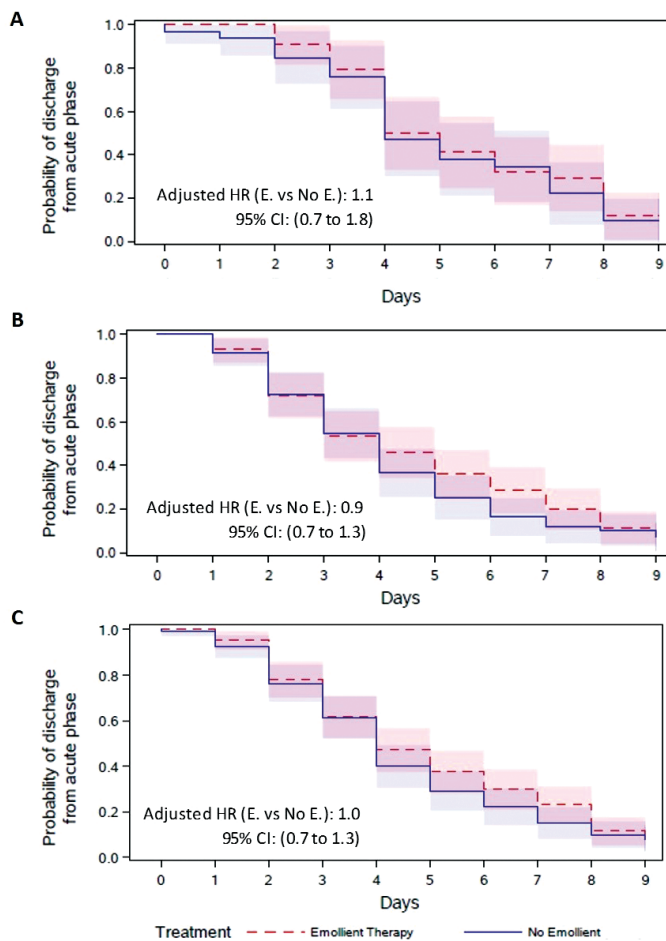 A
Probability of discharge
from acute phase
1.0
0.8
0.6
0.4
0.2
0.0
Adjusted HR (E. vs No E.): 1.1
95% CI: (0.7 to 1.8)
0 1 2 3 4 5 6 7 8 9
Days
B
Probability of discharge
from acute phase
1.0
0.8
0.6
0.4
0.2
0.0
Adjusted HR (E. vs No E.): 0.9
95% CI: (0.7 to 1.3)
0 1 2 3 4 5 6 7 8 9
Days
C
Probability of discharge
from acute phase
1.0
0.8
0.6
0.4
0.2
0.0
Adjusted HR (E. vs No E.): 1.0
95% CI: (0.7 to 1.3)
0 1 2 3 4 5 6 7 8 9
Days
Treatment Emollient Therapy No Emollient